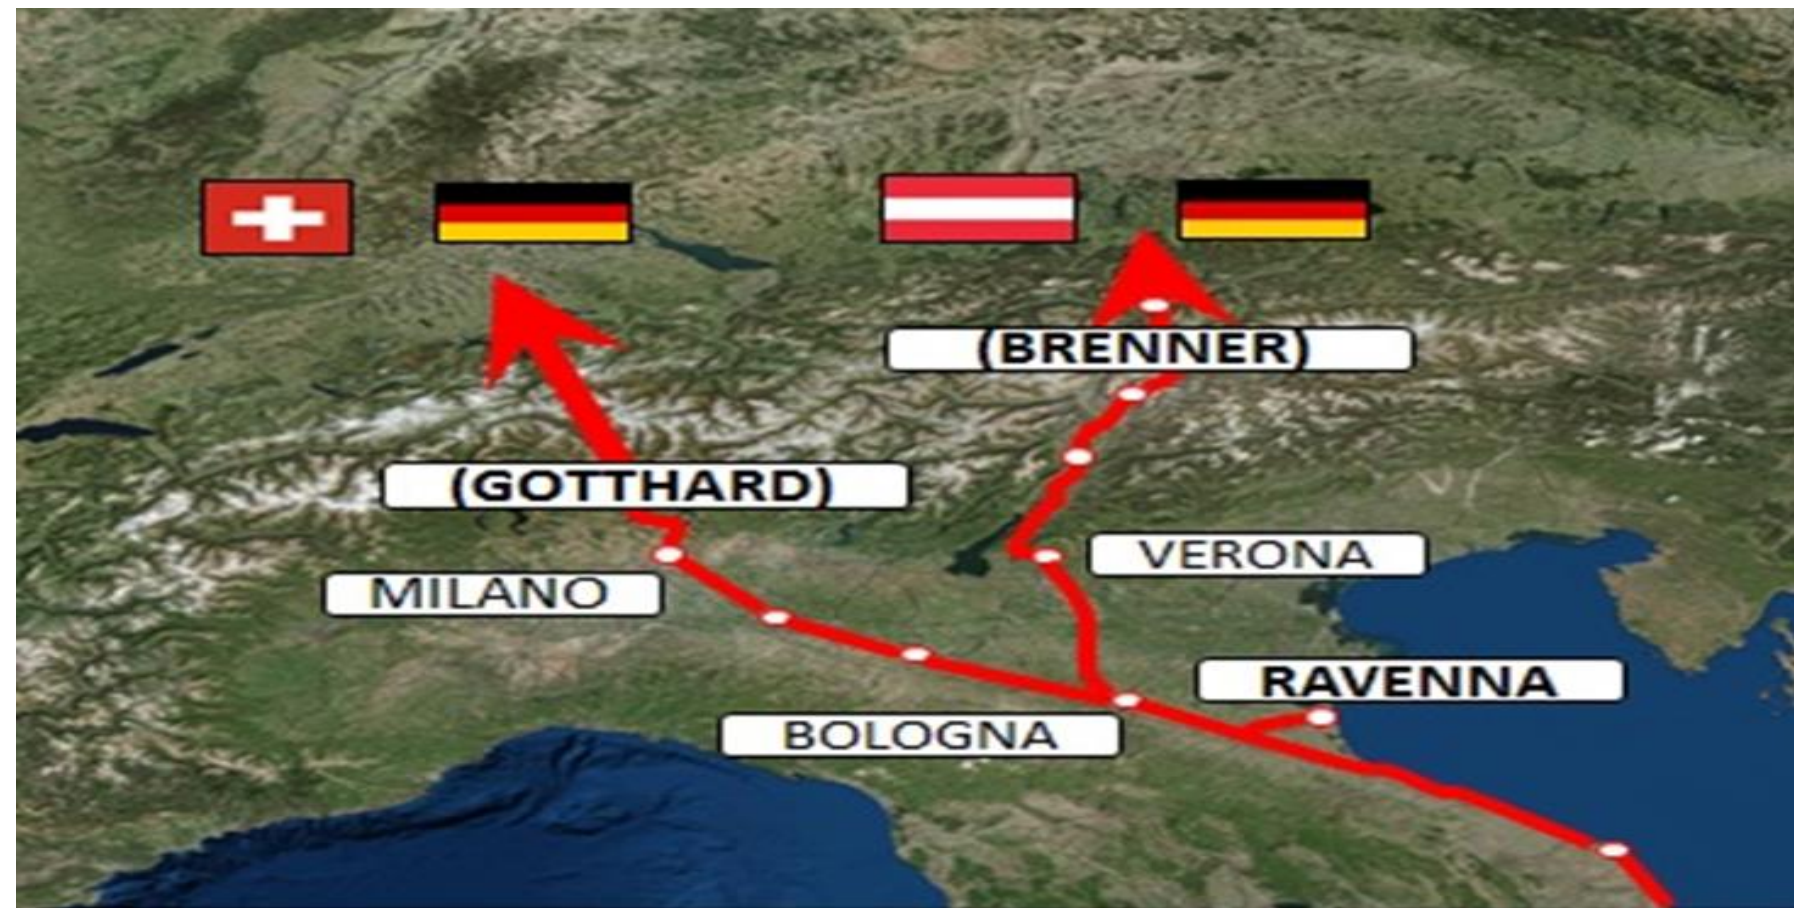 (BRENNER)
(GOTTHARD)
VERONA
MILANO
RAVENNA
BOLOGNA